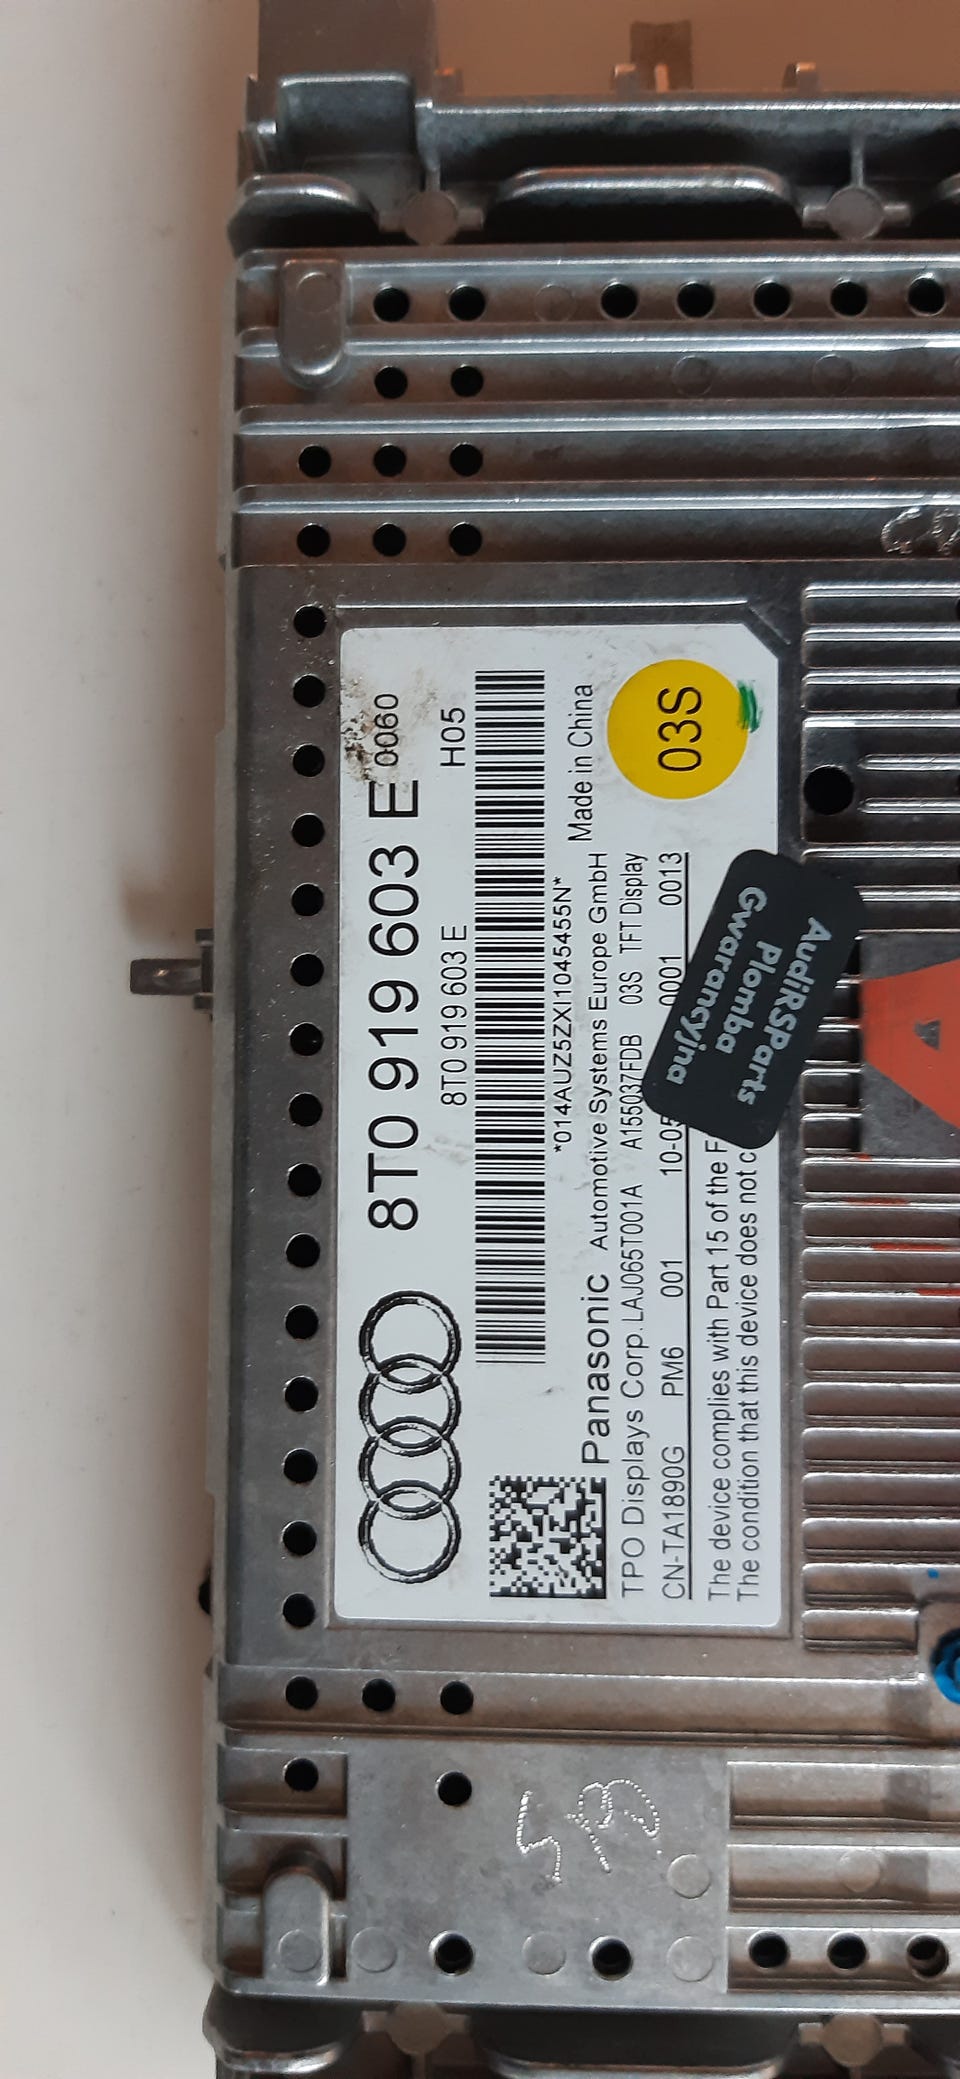 8T0 919 603 E 0060
8T0 919 603 E H05
*014AUZ5ZXI1045455N*
Panasonic Automotive Systems Europe GmbH Made in China
TPO Displays Corp. LAJ065T001A A155037FDB 03S TFT Display
CN-TA1890G PM6 001 10-05 0001 0013
The device complies with Part 15 of the F
The condition that this device does not c
03S
AudiRSParts
Plomba
Gwarancyjna